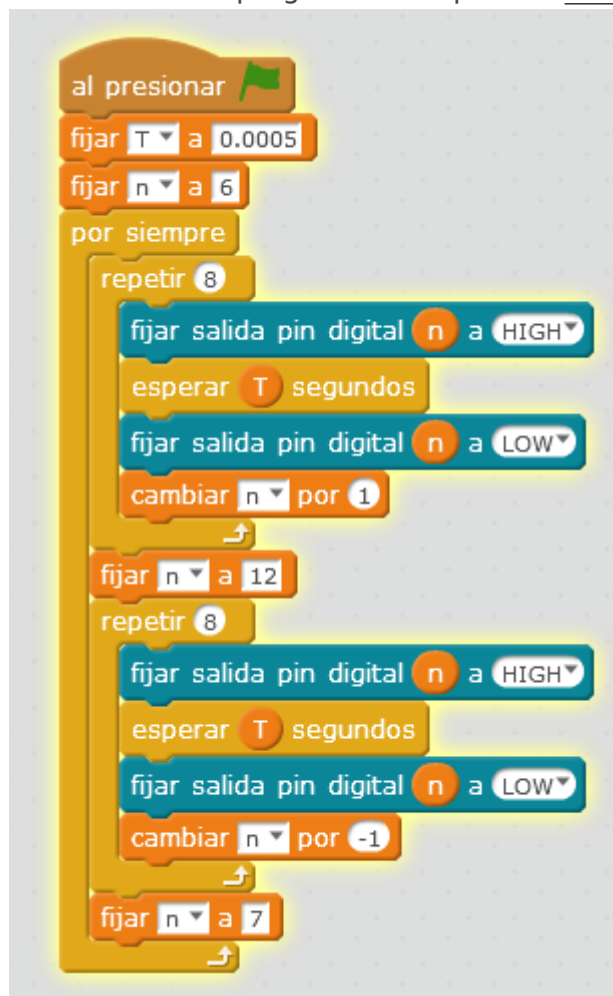 al presionar
fijar T a 0.0005
fijar n a 6
por siempre
repetir 8
fijar salida pin digital n a HIGH
esperar T segundos
fijar salida pin digital n a LOW
cambiar n por 1
fijar n a 12
repetir 8
fijar salida pin digital n a HIGH
esperar T segundos
fijar salida pin digital n a LOW
cambiar n por -1
fijar n a 7